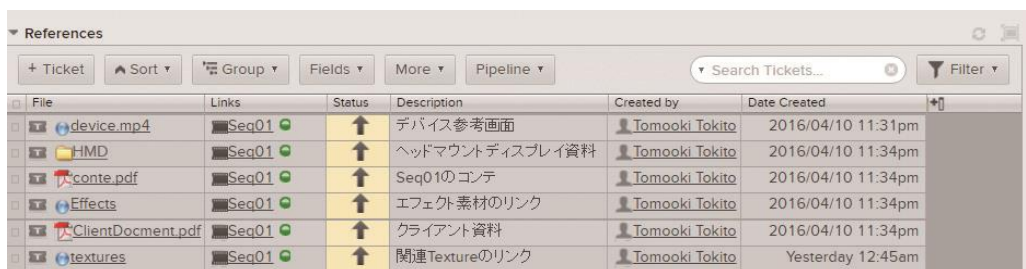 References
+ Ticket Sort Group Fields More Pipeline Search Tickets... Filter
File Links Status Description Created by Date Created
device.mp4 Seq01 デバイス参考画面 Tomooki Tokito 2016/04/10 11:31pm
HMD Seq01 ヘッドマウントディスプレイ資料 Tomooki Tokito 2016/04/10 11:34pm
conte.pdf Seq01 Seq01のコンテ Tomooki Tokito 2016/04/10 11:34pm
Effects Seq01 エフェクト素材のリンク Tomooki Tokito 2016/04/10 11:34pm
ClientDocment.pdf Seq01 クライアント資料 Tomooki Tokito 2016/04/10 11:34pm
textures Seq01 関連Textureのリンク Tomooki Tokito Yesterday 12:45am